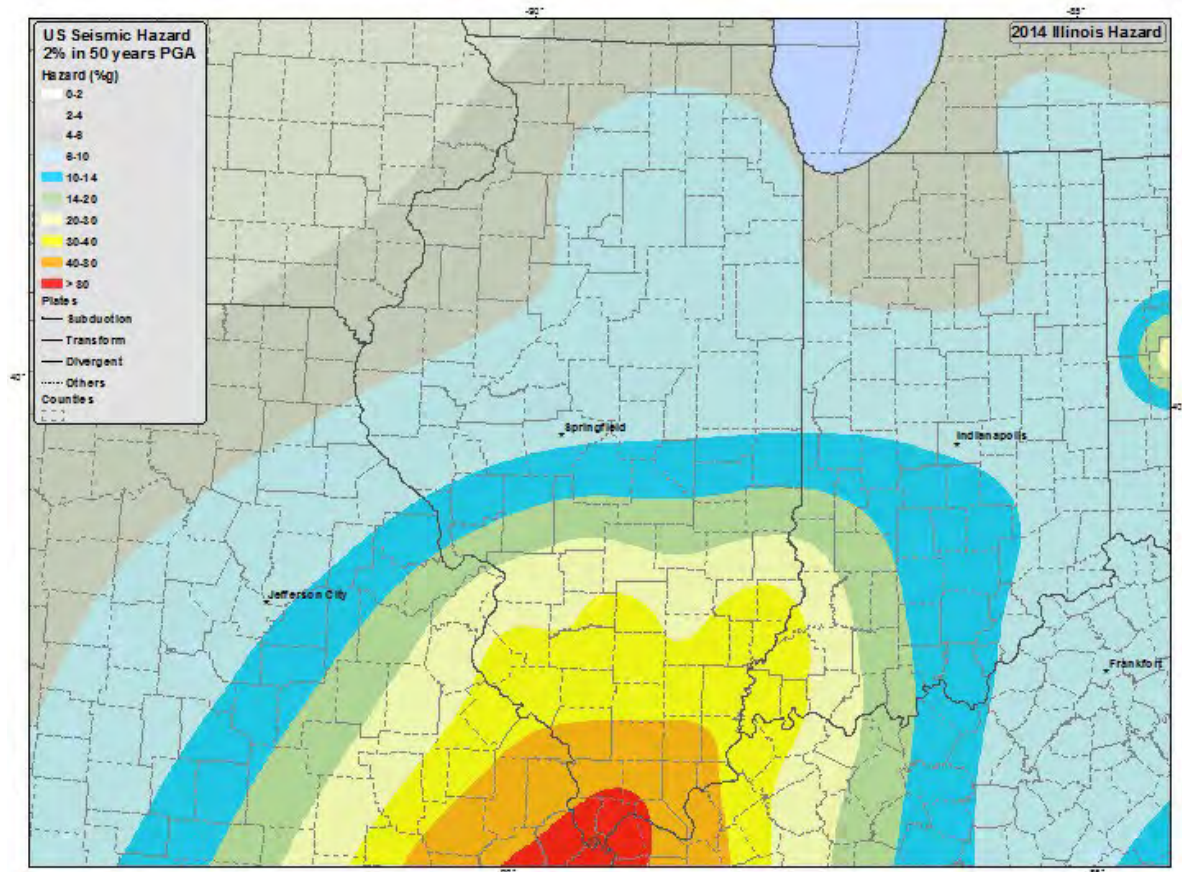 US Seismic Hazard
2% in 50 years PGA
Hazard (%g)
0-2
2-4
4-6
6-10
10-14
14-20
20-30
30-40
40-80
> 80
Plates
Subduction
Transform
Divergent
Others
Counties
2014 Illinois Hazard
Springfield
Indianapolis
Jefferson City
Frankfort